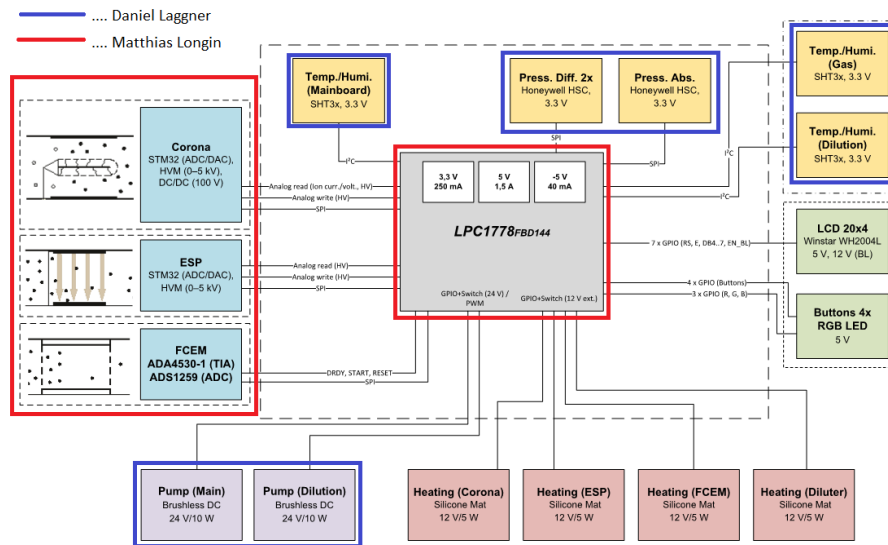 .... Daniel Laggner
.... Matthias Longin
Temp./Humi.
(Mainboard)
SHT3x, 3.3 V
Press. Diff. 2x
Honeywell HSC,
3.3 V
Press. Abs.
Honeywell HSC,
3.3 V
Temp./Humi.
(Gas)
SHT3x, 3.3 V
Temp./Humi.
(Dilution)
SHT3x, 3.3 V
Corona
STM32 (ADC/DAC),
HVM (0–5 kV),
DC/DC (100 V)
Analog read (Ion curr./volt., HV)
Analog write (HV)
SPI
I²C
SPI
SPI
I²C
I²C
3,3 V
250 mA
5 V
1,5 A
-5 V
40 mA
LPC1778FBD144
GPIO+Switch (24 V) /
PWM
GPIO+Switch (12 V ext.)
ESP
STM32 (ADC/DAC),
HVM (0–5 kV)
Analog read (HV)
Analog write (HV)
SPI
7 x GPIO (RS, E, DB4..7, EN_BL)
LCD 20x4
Winstar WH2004L
5 V, 12 V (BL)
4 x GPIO (Buttons)
3 x GPIO (R, G, B)
Buttons 4x
RGB LED
5 V
FCEM
ADA4530-1 (TIA)
ADS1259 (ADC)
DRDY, START, RESET
SPI
Pump (Main)
Brushless DC
24 V/10 W
Pump (Dilution)
Brushless DC
24 V/10 W
Heating (Corona)
Silicone Mat
12 V/5 W
Heating (ESP)
Silicone Mat
12 V/5 W
Heating (FCEM)
Silicone Mat
12 V/5 W
Heating (Diluter)
Silicone Mat
12 V/5 W